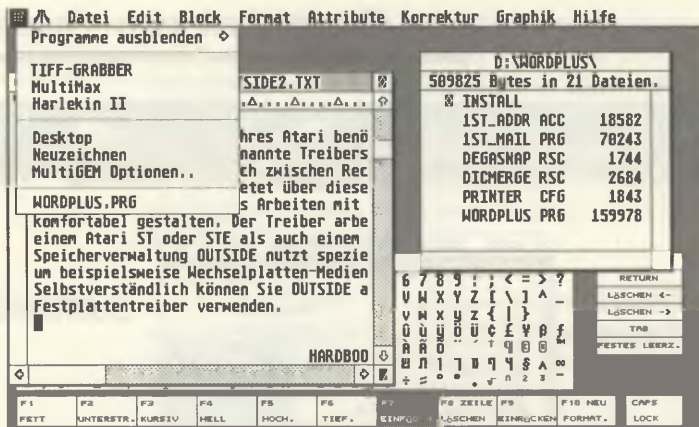 Datei Edit Block Format Attribute Korrektur Graphik Hilfe
Programme ausblenden
TIFF-GRABBER
MultiMax
Harlekin II
Desktop
Neuzeichnen
MultiGEM Optionen..
WORDPLUS.PRG
SIDE2.TXT
hres Atari benö
nannte Treibers
ch zwischen Rec
etet über diese
s Arbeiten mit
komfortabel gestalten. Der Treiber arbe
einem Atari ST oder STE als auch einem
Speicherverwaltung OUTSIDE nutzt spezie
um beispielsweise Wechselplatten-Medien
Selbstverständlich können Sie OUTSIDE a
Festplattentreiber verwenden.
HARDBOO
D:\WORDPLUS\
509825 Bytes in 21 Dateien.
INSTALL
1ST_ADDR ACC 18582
1ST_MAIL PRG 70243
DEGASNAP RSC 1744
DICMERGE RSC 2684
PRINTER CFG 1843
WORDPLUS PRG 159978
6 7 8 9 : ; < = > ?
V W X Y Z [ \ ] ^ _
v w x y z { | }
RETURN
LöSCHEN <-
LöSCHEN ->
TAB
FESTES LEERZ.
F1 F2 F3 F4 F5 F6 F7 F8 ZEILE F9 F10 NEU CAPS
FETT UNTERSTR. KURSIV HELL HOCH. TIEF. LöSCHEN EINRüCKEN FORMAT. LOCK